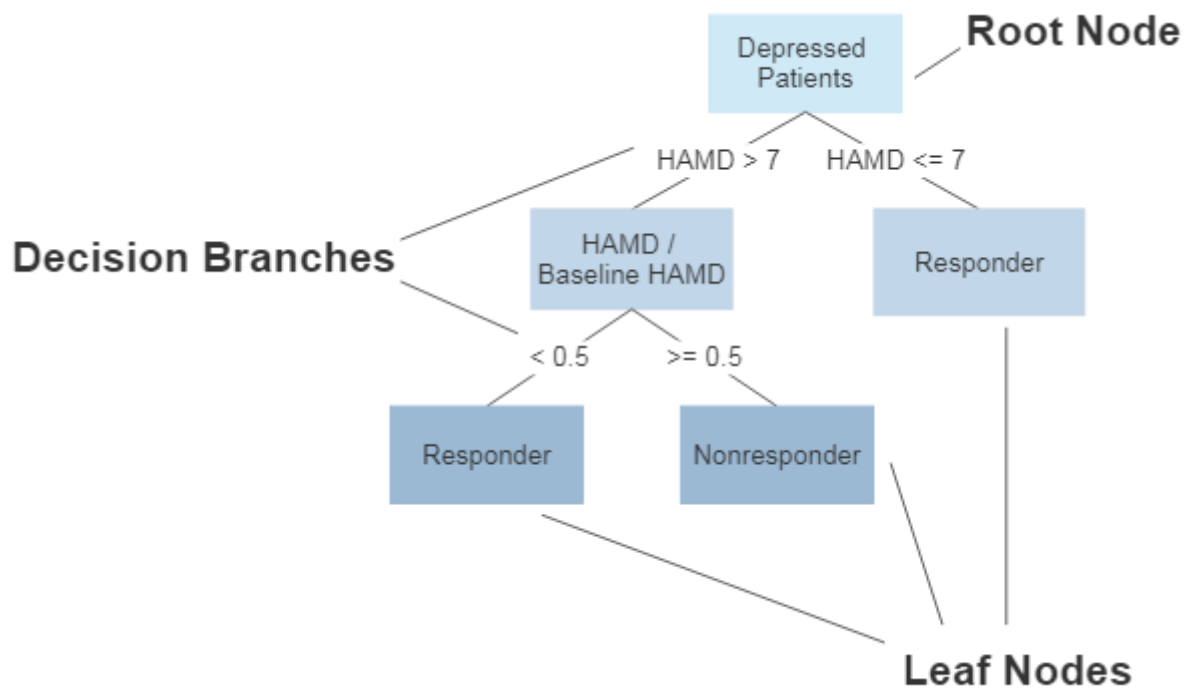 Root Node
Depressed
Patients
HAMD > 7
HAMD <= 7
Decision Branches
HAMD /
Baseline HAMD
Responder
< 0.5
>= 0.5
Responder
Nonresponder
Leaf Nodes